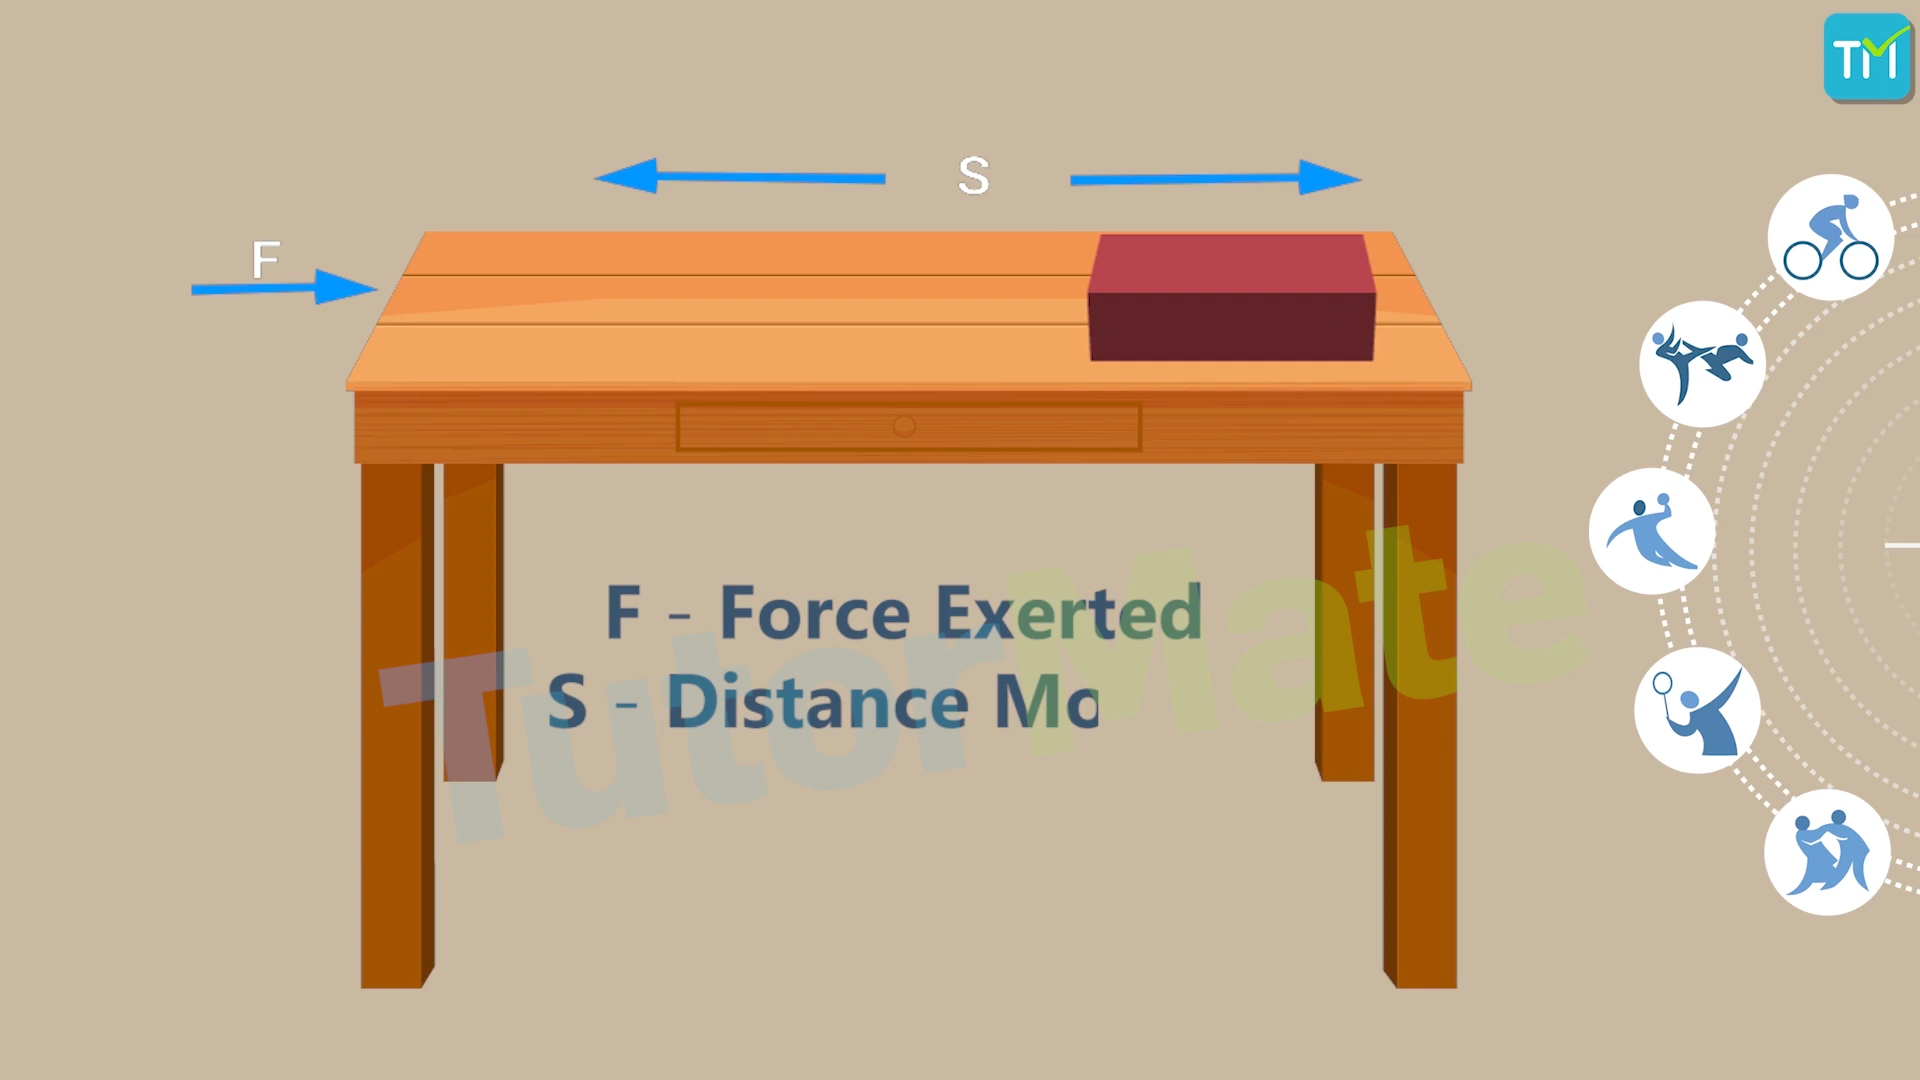 TM
S
F
F - Force Exerted
S - Distance Mo
TutorMate